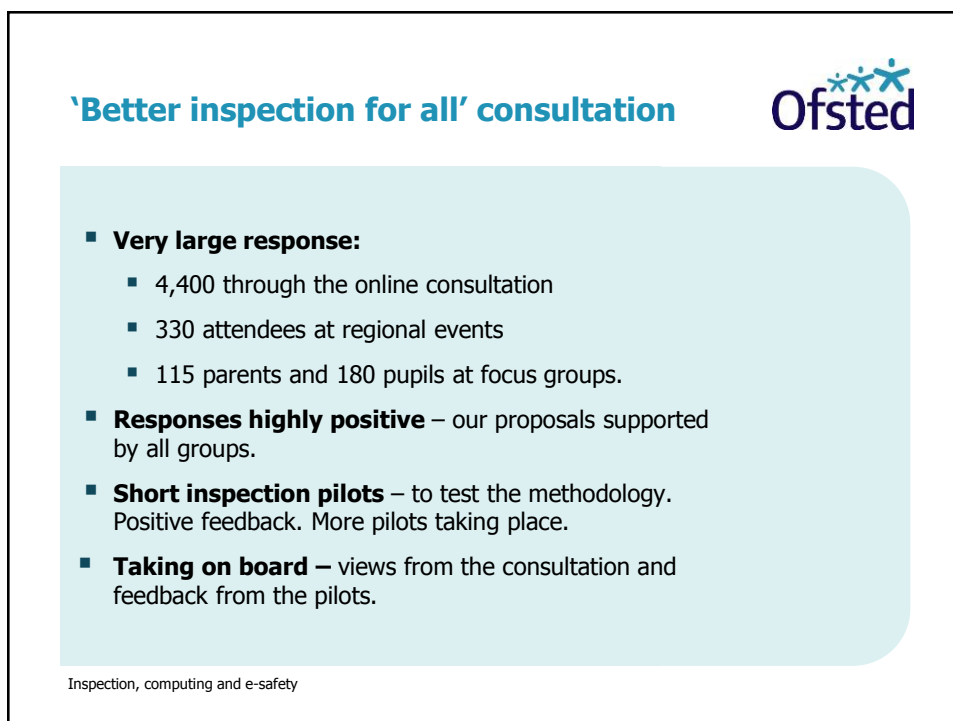 ‘Better inspection for all’ consultation
Ofsted
▪ Very large response:
▪ 4,400 through the online consultation
▪ 330 attendees at regional events
▪ 115 parents and 180 pupils at focus groups.
▪ Responses highly positive – our proposals supported
by all groups.
▪ Short inspection pilots – to test the methodology.
Positive feedback. More pilots taking place.
▪ Taking on board – views from the consultation and
feedback from the pilots.
Inspection, computing and e-safety